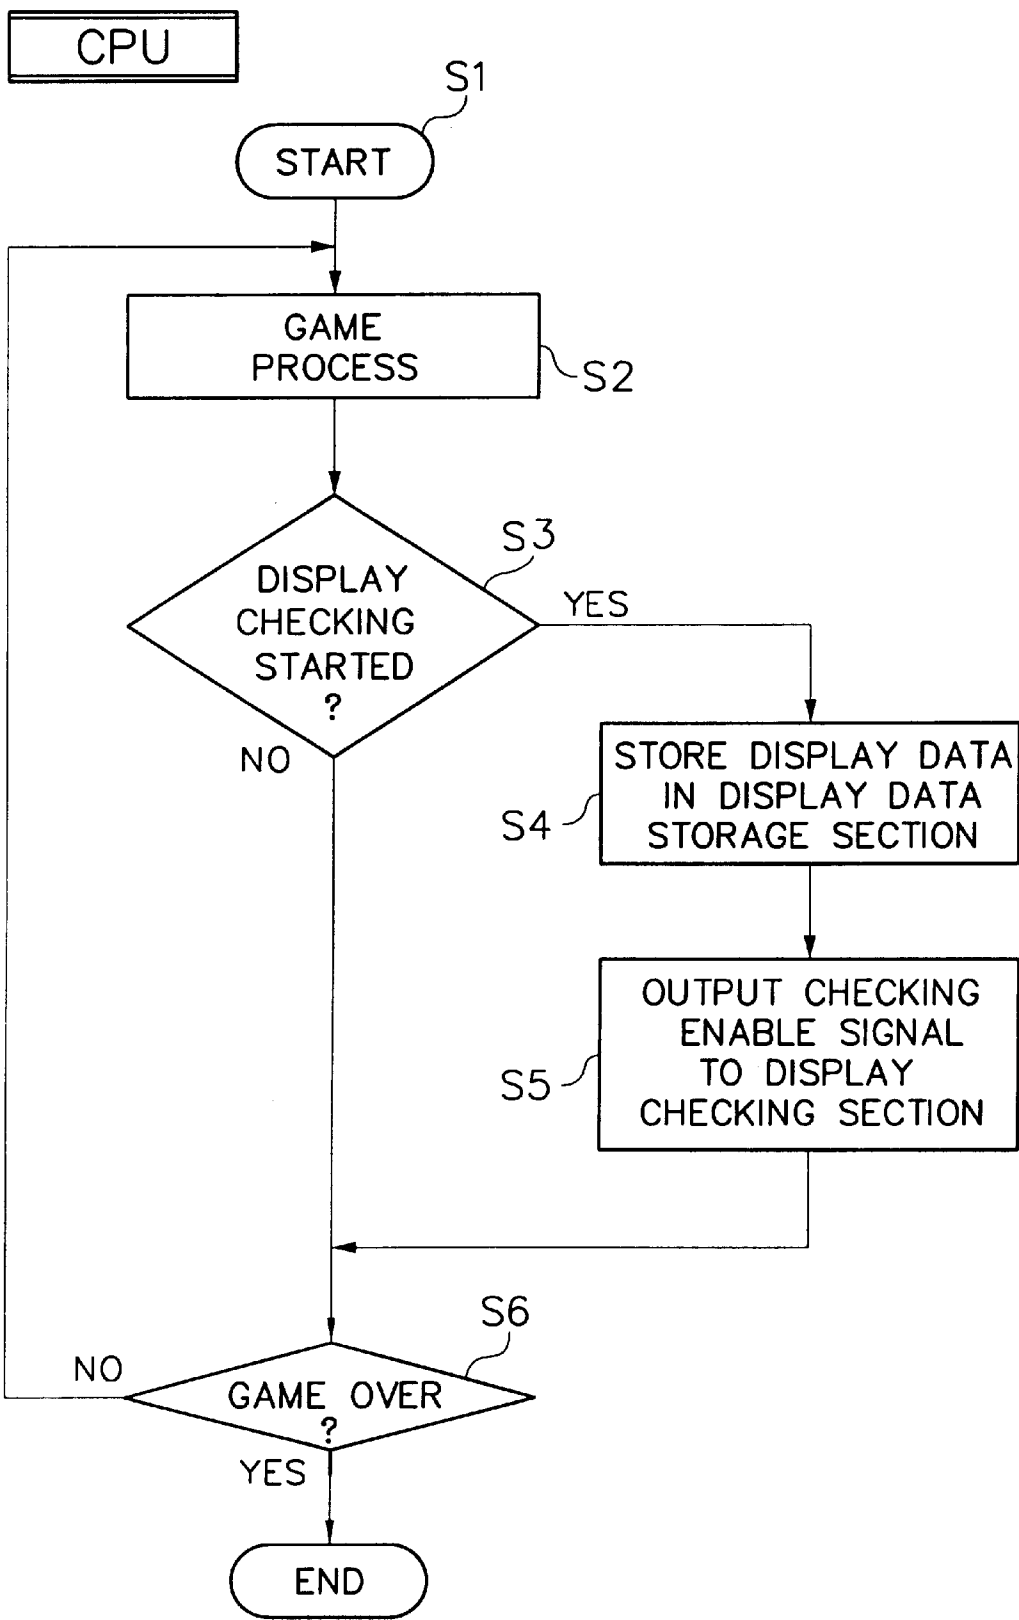 CPU
S1
START
GAME
PROCESS
S2
S3
DISPLAY
CHECKING
STARTED
?
YES
NO
STORE DISPLAY DATA
IN DISPLAY DATA
STORAGE SECTION
S4
OUTPUT CHECKING
ENABLE SIGNAL
TO DISPLAY
CHECKING SECTION
S5
S6
NO
GAME OVER
?
YES
END